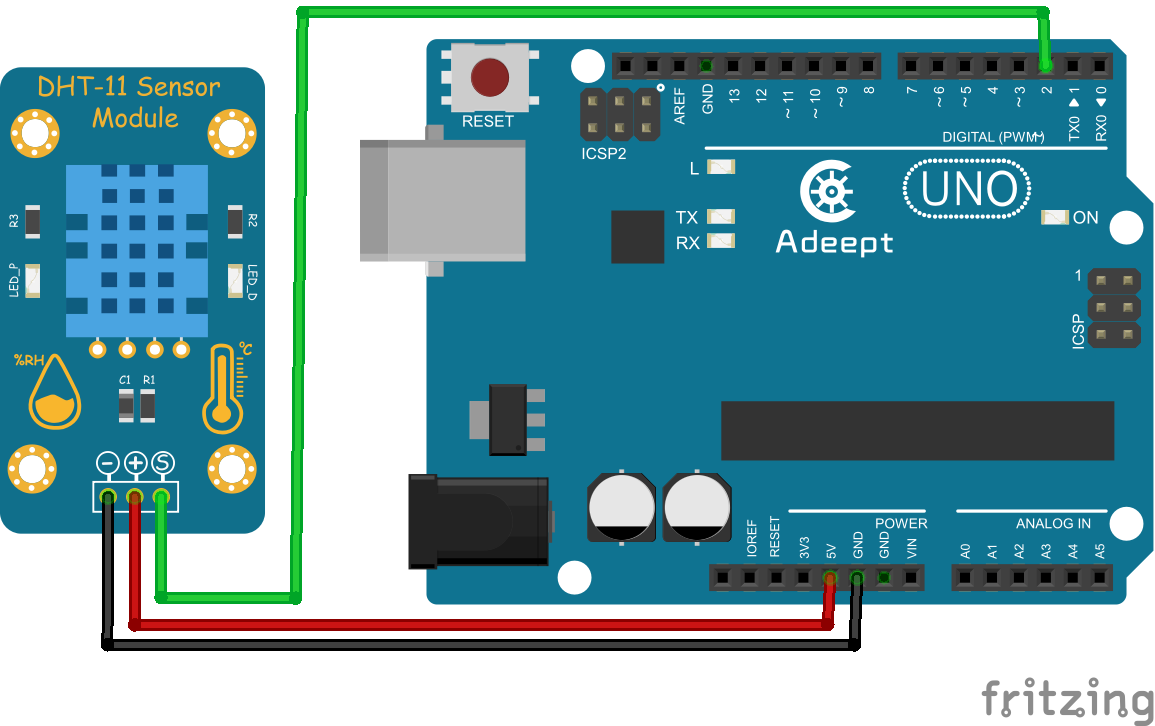 DHT-11 Sensor
Module
R3
R2
LED_P
LED_D
%RH
°C
C1
R1
−
+
S
RESET
ICSP2
AREF
GND
13
12
~11
~10
~9
8
7
~6
~5
4
~3
2
TX0 ▶ 1
RX0 ◀ 0
DIGITAL (PWM~)
L
TX
RX
Adeept
UNO
ON
1
ICSP
IOREF
RESET
3V3
5V
GND
GND
VIN
POWER
ANALOG IN
A0
A1
A2
A3
A4
A5
fritzing